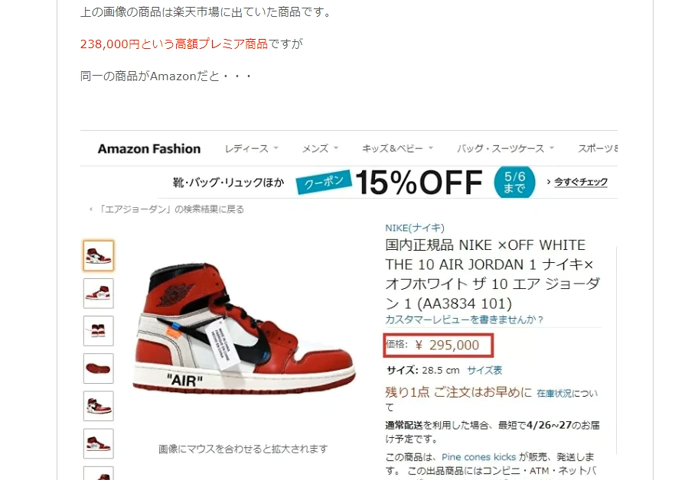 上の画像の商品は楽天市場に出ていた商品です。
238,000円という高額プレミア商品ですが
同一の商品がAmazonだと・・・
Amazon Fashion レディース メンズ キッズ&ベビー バッグ・スーツケース スポーツ&
靴・バッグ・リュックほか クーポン 15%OFF 5/6まで › 今すぐチェック
‹ 「エアジョーダン」の検索結果に戻る
NIKE(ナイキ)
国内正規品 NIKE ×OFF WHITE
THE 10 AIR JORDAN 1 ナイキ×
オフホワイト ザ 10 エア ジョーダ
ン 1 (AA3834 101)
カスタマーレビューを書きませんか？
価格: ￥ 295,000
サイズ: 28.5 cm サイズ表
残り1点 ご注文はお早めに 在庫状況につい
て
通常配送を利用した場合、最短で4/26~27のお届
け予定です。
この商品は、Pine cones kicks が販売、発送しま
す。 この出品商品にはコンビニ・ATM・ネットバ
"AIR"
画像にマウスを合わせると拡大されます